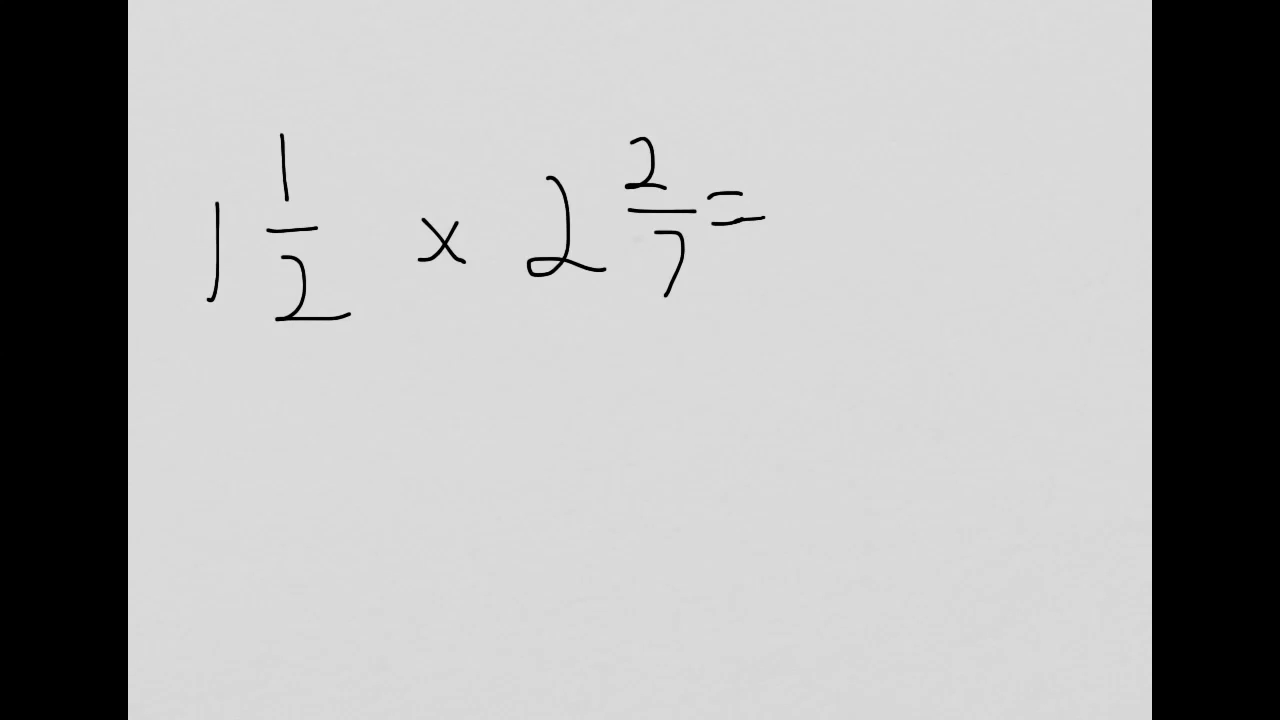 1 1/2 x 2 2/7 =